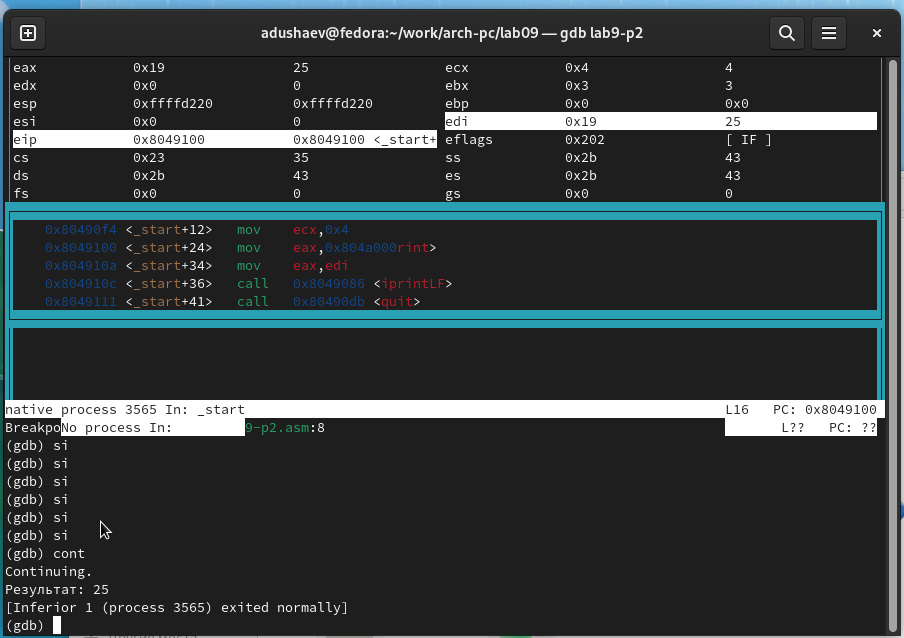 adushaev@fedora:~/work/arch-pc/lab09 — gdb lab9-p2
eax 0x19 25 ecx 0x4 4
edx 0x0 0 ebx 0x3 3
esp 0xffffd220 0xffffd220 ebp 0x0 0x0
esi 0x0 0 edi 0x19 25
eip 0x8049100 0x8049100 <_start+ eflags 0x202 [ IF ]
cs 0x23 35 ss 0x2b 43
ds 0x2b 43 es 0x2b 43
fs 0x0 0 gs 0x0 0
0x80490f4 <_start+12> mov ecx,0x4
0x8049100 <_start+24> mov eax,0x804a000rint>
0x804910a <_start+34> mov eax,edi
0x804910c <_start+36> call 0x8049086 <iprintLF>
0x8049111 <_start+41> call 0x80490db <quit>
native process 3565 In: _start L16 PC: 0x8049100
BreakpoNo process In: 9-p2.asm:8 L?? PC: ??
(gdb) si
(gdb) si
(gdb) si
(gdb) si
(gdb) si
(gdb) si
(gdb) cont
Continuing.
Результат: 25
[Inferior 1 (process 3565) exited normally]
(gdb)